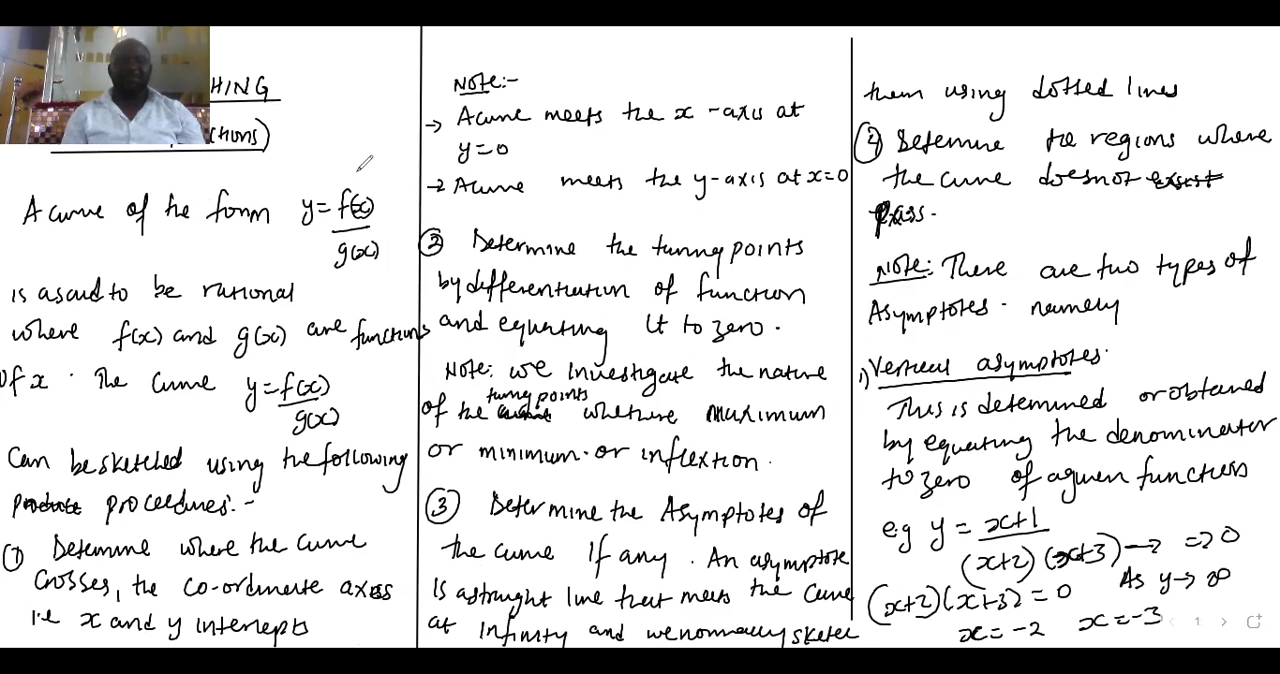 HING
ctions)
A curve of the form y = f(x)
g(x)
is asaid to be rational
where f(x) and g(x) are functions
of x. The curve y = f(x)
g(x)
Can be sketched using the following
procedures:-
① Determine where the curve
crosses, the co-ordinate axes
i.e x and y intercepts
Note:-
→ A curve meets the x-axis at
y=0
→ A curve meets the y-axis at x=0
② Determine the turning points
by differentiation of function
and equating it to zero.
Note: we investigate the nature
turning points
of the whether maximum
or minimum. or inflextion.
③ Determine the Asymptotes of
the curve if any. An asymptote
is a straight line that meets the curve
at infinity and we normally sketch
them using dotted lines
④ Determine the regions where
the curve does not exist
pass.
Note: There are two types of
Asymptotes. namely
i) Vertical asymptotes.
This is determined or obtained
by equating the denominator
to zero of a given function
e.g y = x+1
(x+2)(x+3) → => 0
(x+2)(x+3) = 0 As y → ∞
x = -2 x = -3
1